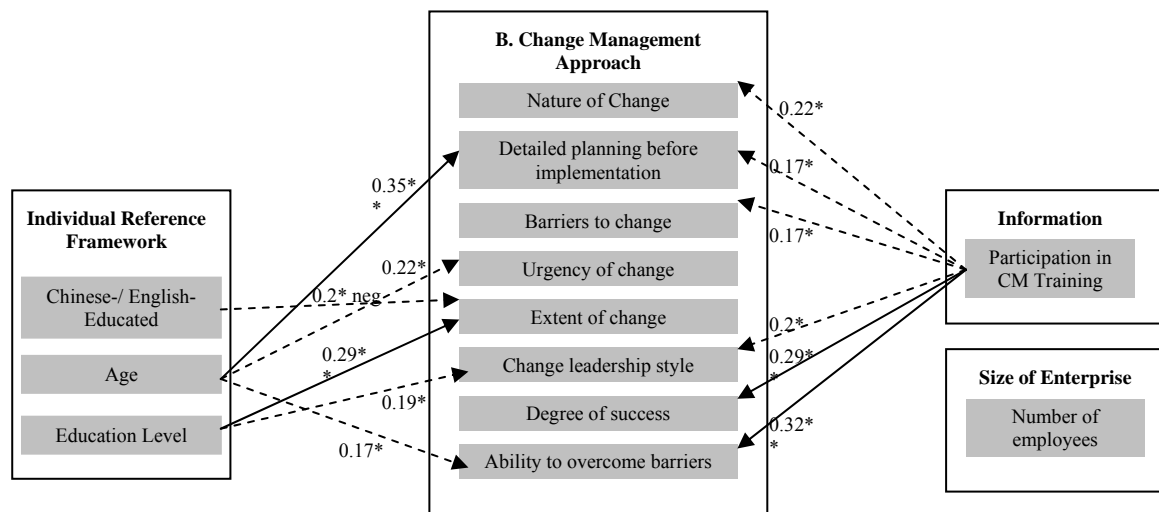 B. Change Management
Approach
Nature of Change
Detailed planning before
implementation
Barriers to change
Urgency of change
Extent of change
Change leadership style
Degree of success
Ability to overcome barriers
Individual Reference
Framework
Chinese-/ English-
Educated
Age
Education Level
0.35*
*
0.22*
0.2* neg
0.29*
*
0.19*
0.17*
0.22*
0.17*
0.17*
0.2*
0.29*
*
0.32*
*
Information
Participation in
CM Training
Size of Enterprise
Number of
employees